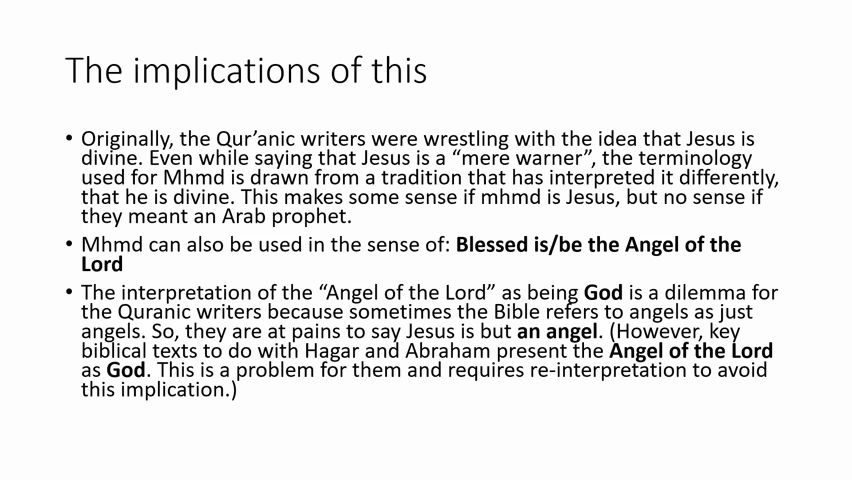 The implications of this
• Originally, the Qur’anic writers were wrestling with the idea that Jesus is
divine. Even while saying that Jesus is a “mere warner”, the terminology
used for Mhmd is drawn from a tradition that has interpreted it differently,
that he is divine. This makes some sense if mhmd is Jesus, but no sense if
they meant an Arab prophet.
• Mhmd can also be used in the sense of: Blessed is/be the Angel of the
Lord
• The interpretation of the “Angel of the Lord” as being God is a dilemma for
the Quranic writers because sometimes the Bible refers to angels as just
angels. So, they are at pains to say Jesus is but an angel. (However, key
biblical texts to do with Hagar and Abraham present the Angel of the Lord
as God. This is a problem for them and requires re-interpretation to avoid
this implication.)